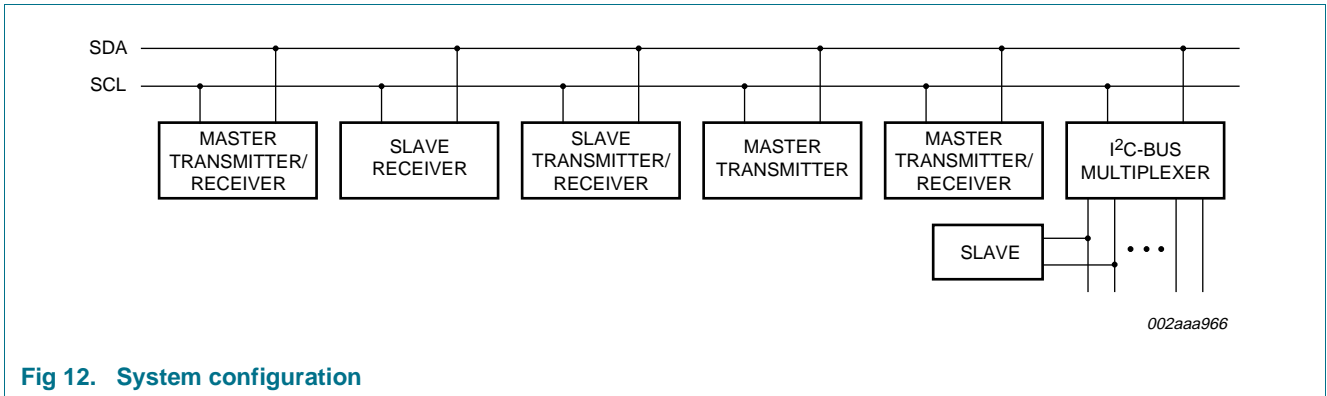 SDA
SCL
MASTER
TRANSMITTER/
RECEIVER
SLAVE
RECEIVER
SLAVE
TRANSMITTER/
RECEIVER
MASTER
TRANSMITTER
MASTER
TRANSMITTER/
RECEIVER
I²C-BUS
MULTIPLEXER
SLAVE
002aaa966
Fig 12. System configuration